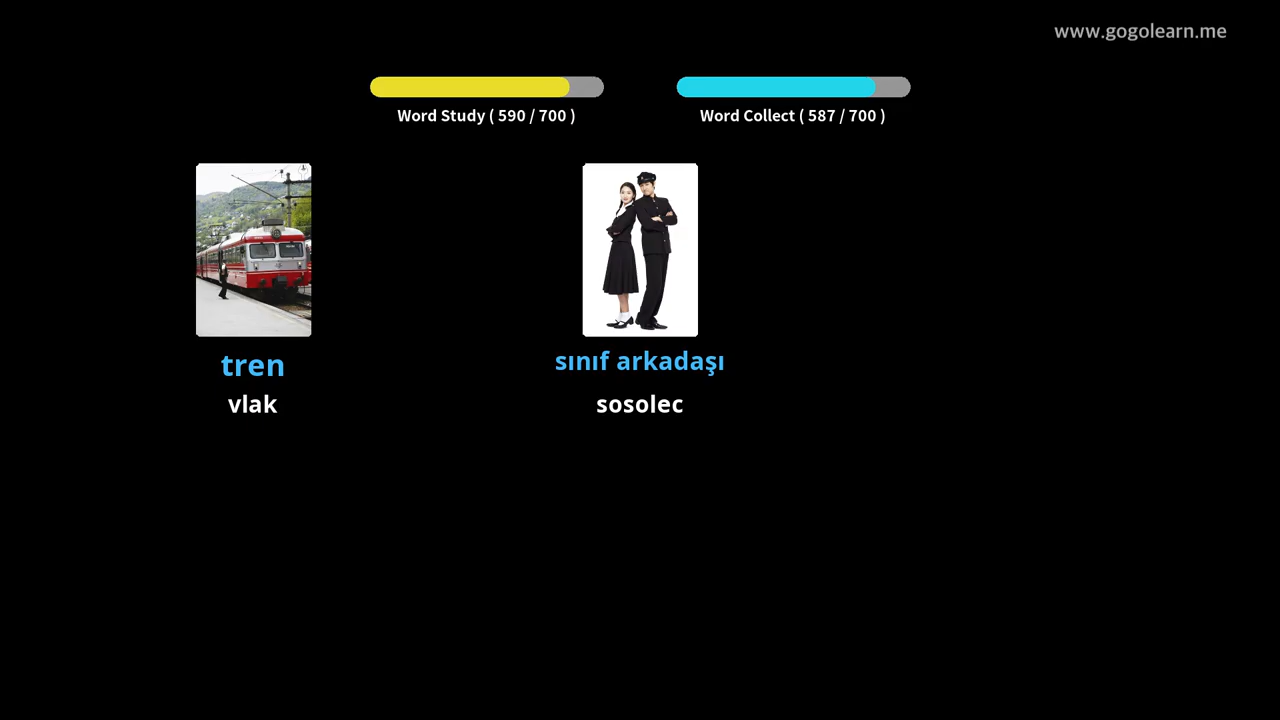 www.gogolearn.me
Word Study ( 590 / 700 )
Word Collect ( 587 / 700 )
tren
sınıf arkadaşı
vlak
sosolec